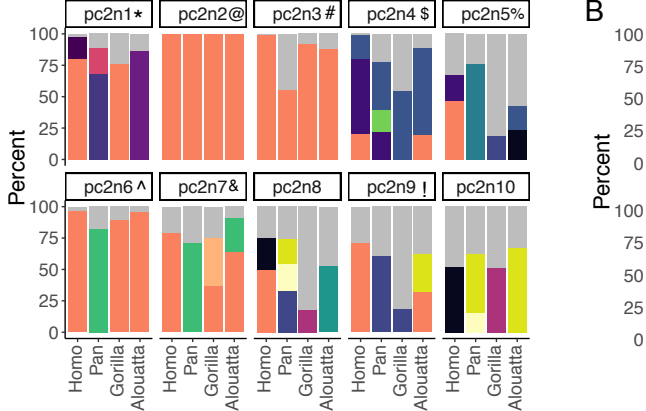 B
pc2n1* pc2n2@ pc2n3 # pc2n4 $ pc2n5%
100 100
75 75
50 50
25 25
0 0
Percent Percent
pc2n6 ^ pc2n7& pc2n8 pc2n9 ! pc2n10
100 100
75 75
50 50
25 25
0 0
Percent Percent
Homo Pan Gorilla Alouatta Homo Pan Gorilla Alouatta Homo Pan Gorilla Alouatta Homo Pan Gorilla Alouatta Homo Pan Gorilla Alouatta